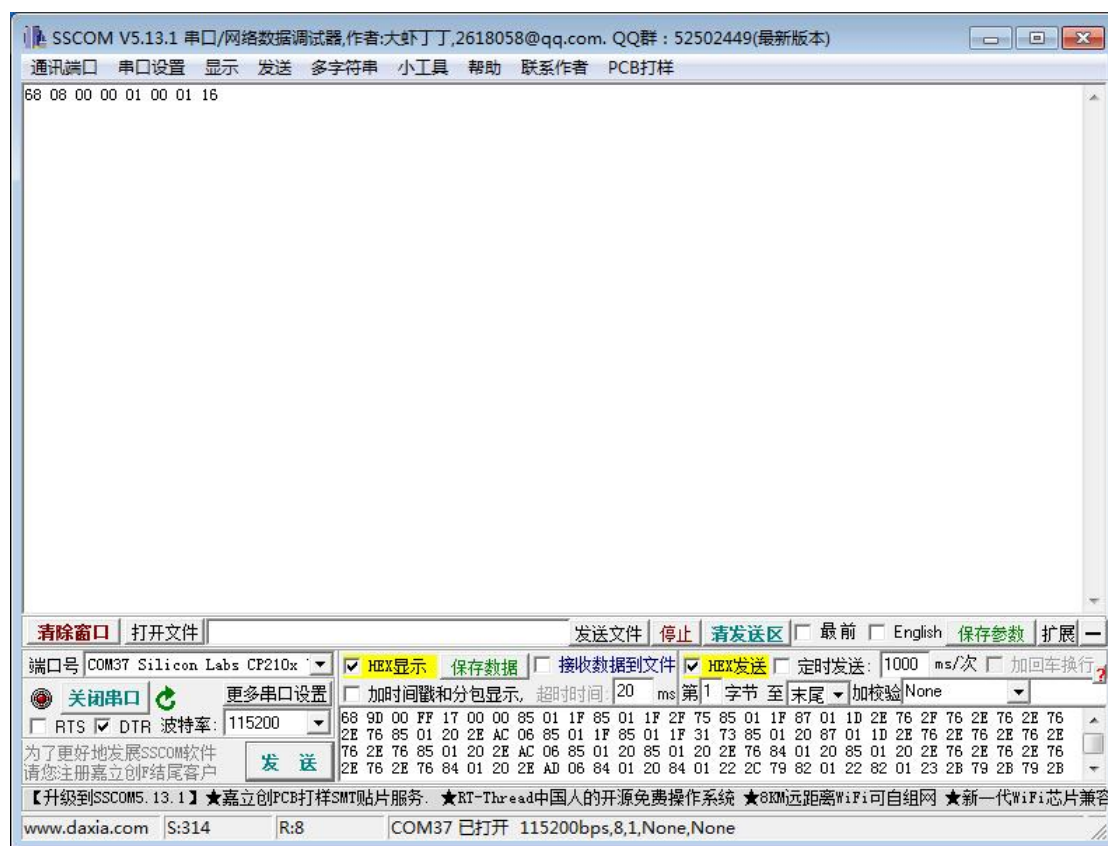 SSCOM V5.13.1 串口/网络数据调试器,作者:大虾丁丁,2618058@qq.com. QQ群：52502449(最新版本)
通讯端口 串口设置 显示 发送 多字符串 小工具 帮助 联系作者 PCB打样
68 08 00 00 01 00 01 16
清除窗口 打开文件 发送文件 停止 清发送区 最前 English 保存参数 扩展 —
端口号 COM37 Silicon Labs CP210x HEX显示 保存数据 接收数据到文件 HEX发送 定时发送: 1000 ms/次 加回车换行
关闭串口 更多串口设置 加时间戳和分包显示, 超时时间: 20 ms 第 1 字节 至 末尾 加校验 None ?
RTS DTR 波特率: 115200
为了更好地发展SSCOM软件
请您注册嘉立创F结尾客户
发 送
68 9D 00 FF 17 00 00 85 01 1F 85 01 1F 2F 75 85 01 1F 87 01 1D 2E 76 2F 76 2E 76 2E 76
2E 76 85 01 20 2E AC 06 85 01 1F 85 01 1F 31 73 85 01 20 87 01 1D 2E 76 2E 76 2E 76 2E
76 2E 76 85 01 20 2E AC 06 85 01 20 85 01 20 2E 76 84 01 20 85 01 20 2E 76 2E 76 2E 76
2E 76 2E 76 84 01 20 2E AD 06 84 01 20 84 01 22 2C 79 82 01 22 82 01 23 2B 79 2B 79 2B
【升级到SSCOM5.13.1】★嘉立创PCB打样SMT贴片服务. ★RT-Thread中国人的开源免费操作系统 ★8KM远距离WiFi可自组网 ★新一代WiFi芯片兼容
www.daxia.com S:314 R:8 COM37 已打开 115200bps,8,1,None,None